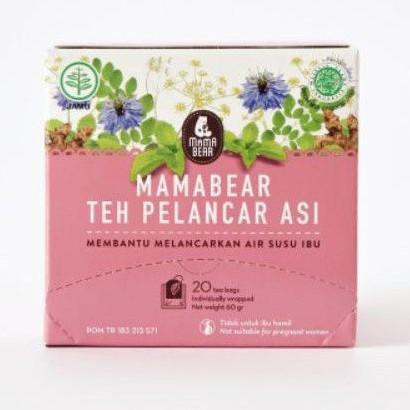 JAMU
MAMA
BEAR
MAMABEAR
TEH PELANCAR ASI
MEMBANTU MELANCARKAN AIR SUSU IBU
20 tea bags
Individually wrapped
Net weight 60 gr
POM TR 183 213 571
Tidak untuk ibu hamil
Not suitable for pregnant women